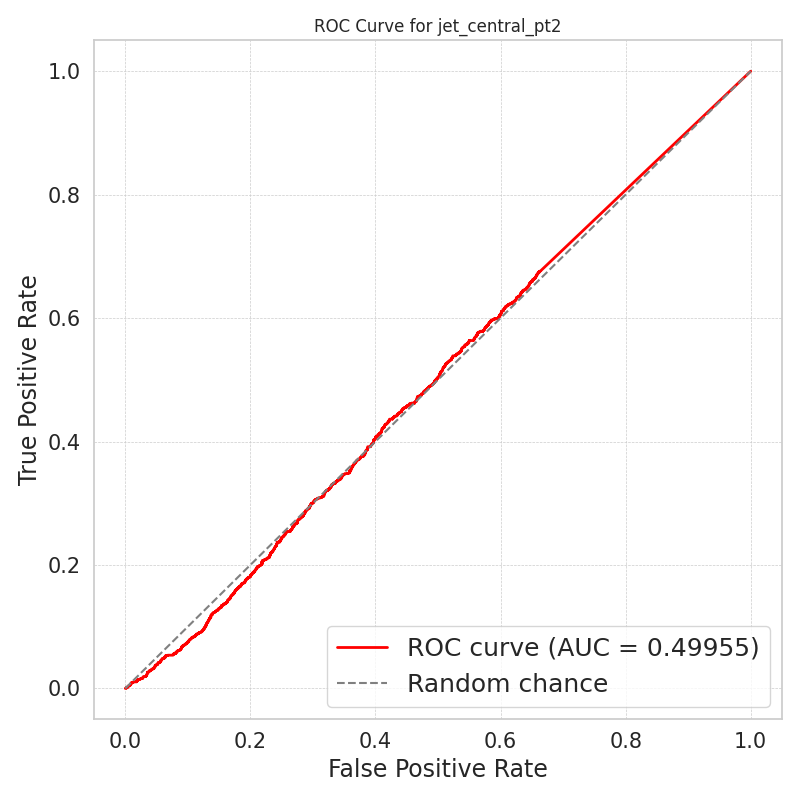 ROC Curve for jet_central_pt2
1.0
0.8
0.6
0.4
0.2
0.0
True Positive Rate
ROC curve (AUC = 0.49955)
Random chance
0.0 0.2 0.4 0.6 0.8 1.0
False Positive Rate